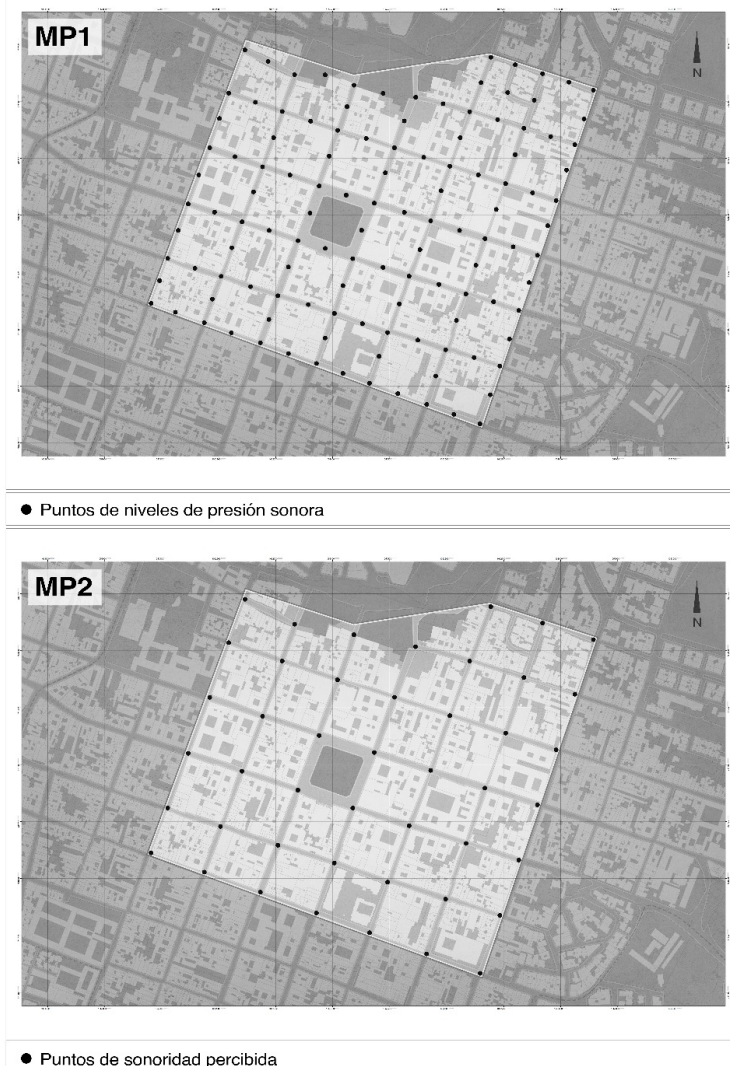 MP1
N
● Puntos de niveles de presión sonora
MP2
N
● Puntos de sonoridad percibida